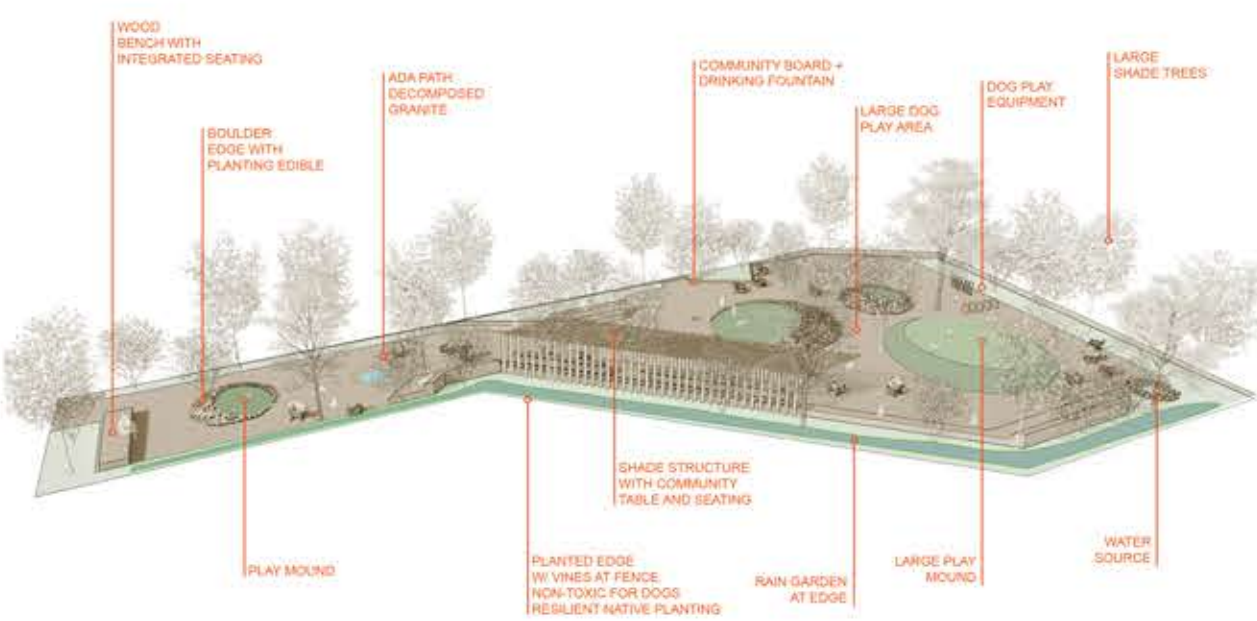 WOOD
BENCH WITH
INTEGRATED SEATING
BOULDER
EDGE WITH
PLANTING EDIBLE
ADA PATH
DECOMPOSED
GRANITE
COMMUNITY BOARD +
DRINKING FOUNTAIN
LARGE DOG
PLAY AREA
DOG PLAY
EQUIPMENT
LARGE
SHADE TREES
PLAY MOUND
PLANTED EDGE
W/ VINES AT FENCE
NON-TOXIC FOR DOGS
RESILIENT NATIVE PLANTING
SHADE STRUCTURE
WITH COMMUNITY
TABLE AND SEATING
RAIN GARDEN
AT EDGE
LARGE PLAY
MOUND
WATER
SOURCE